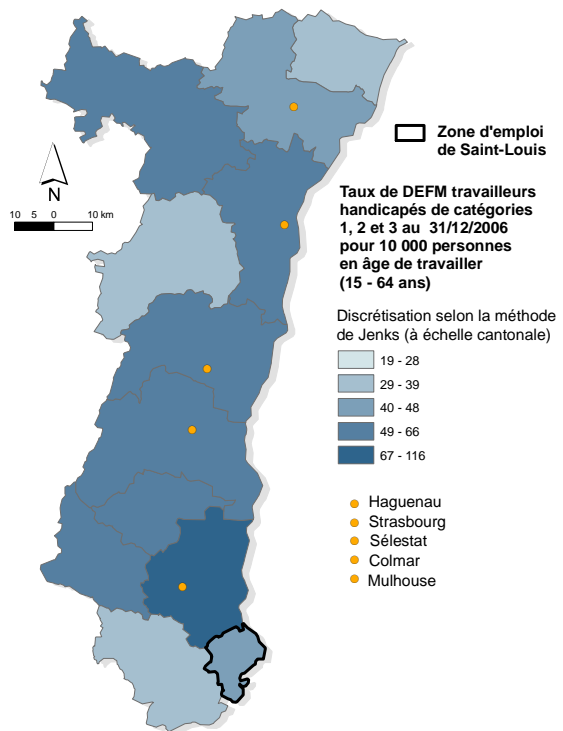 Zone d'emploi
de Saint-Louis
N
10 5 0 10 km
Taux de DEFM travailleurs
handicapés de catégories
1, 2 et 3 au 31/12/2006
pour 10 000 personnes
en âge de travailler
(15 - 64 ans)
Discrétisation selon la méthode
de Jenks (à échelle cantonale)
19 - 28
29 - 39
40 - 48
49 - 66
67 - 116
Haguenau
Strasbourg
Sélestat
Colmar
Mulhouse